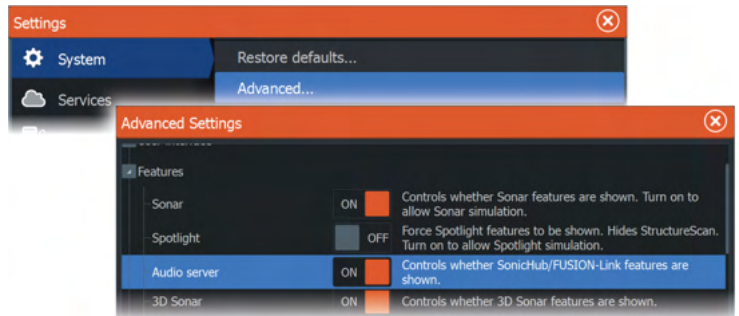 Settings
System
Restore defaults...
Services
Advanced...
Advanced Settings
Features
Sonar ON Controls whether Sonar features are shown. Turn on to
allow Sonar simulation.
Spotlight OFF Force Spotlight features to be shown. Hides StructureScan.
Turn on to allow Spotlight simulation.
Audio server ON Controls whether SonicHub/FUSION-Link features are
shown.
3D Sonar ON Controls whether 3D Sonar features are shown.